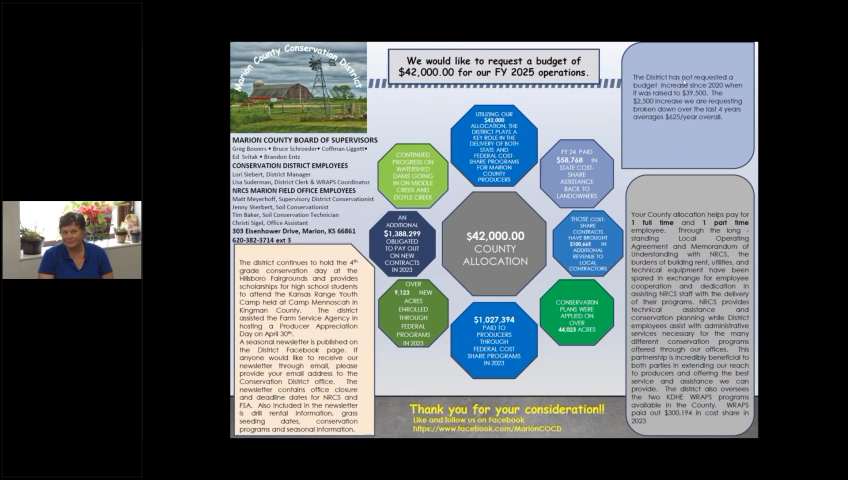 Marion County Conservation District
We would like to request a budget of
$42,000.00 for our FY 2025 operations.
The District has not requested a
budget increase since 2020 when
it was raised to $39,500. The
$2,500 increase we are requesting
broken down over the last 4 years
averages $625/year overall.
MARION COUNTY BOARD OF SUPERVISORS
Greg Bowers • Bruce Schroeder• Coffman Liggett•
Ed Svitak • Brandon Entz
CONSERVATION DISTRICT EMPLOYEES
Lori Siebert, District Manager
Lisa Suderman, District Clerk & WRAPS Coordinator
NRCS MARION FIELD OFFICE EMPLOYEES
Matt Meyerhoff, Supervisory District Conservationist
Jenny Sherbert, Soil Conservationist
Tim Baker, Soil Conservation Technician
Christi Sigel, Office Assistant
303 Eisenhower Drive, Marion, KS 66861
620-382-3714 ext 3
The district continues to hold the 4th
grade conservation day at the
Hillsboro Fairgrounds and provides
scholarships for high school students
to attend the Kansas Range Youth
Camp held at Camp Mennoscah in
Kingman County. The district
assisted the Farm Service Agency in
hosting a Producer Appreciation
Day on April 30th.
A seasonal newsletter is published on
the District Facebook page. If
anyone would like to receive our
newsletter through email, please
provide your email address to the
Conservation District office. The
newsletter contains office closure
and deadline dates for NRCS and
FSA. Also included in the newsletter
is drill rental information, grass
seeding dates, conservation
programs and seasonal information.
UTILIZING OUR
$42,000
ALLOCATION, THE
DISTRICT PLAYS A
KEY ROLE IN THE
DELIVERY OF BOTH
STATE AND
FEDERAL COST
SHARE PROGRAMS
FOR MARION
COUNTY
PRODUCERS
CONTINUED
PROGRESS ON
WATERSHED
DAMS GOING
IN ON MIDDLE
CREEK AND
DOYLE CREEK
FY 24 PAID
$58,768 IN
STATE COST-
SHARE
ASSISTANCE
BACK TO
LANDOWNERS
AN
ADDITIONAL
$1,388,299
OBLIGATED
TO PAY OUT
ON NEW
CONTRACTS
IN 2023
$42,000.00
COUNTY
ALLOCATION
THOSE COST-
SHARE
CONTRACTS
HAVE BROUGHT
$100,665 IN
ADDITIONAL
REVENUE TO
LOCAL
CONTRACTORS
OVER
9,123 NEW
ACRES
ENROLLED
THROUGH
FEDERAL
PROGRAMS
IN 2023
$1,027,394
PAID TO
PRODUCERS
THROUGH
FEDERAL COST
SHARE PROGRAMS
IN 2023
CONSERVATION
PLANS WERE
APPLIED ON
OVER
44,023 ACRES
Your County allocation helps pay for
1 full time and 1 part time
employee. Through the long -
standing Local Operating
Agreement and Memorandum of
Understanding with NRCS, the
burdens of building rent, utilities, and
technical equipment have been
spared in exchange for employee
cooperation and dedication in
assisting NRCS staff with the delivery
of their programs. NRCS provides
technical assistance and
conservation planning while District
employees assist with administrative
services necessary for the many
different conservation programs
offered through our offices. This
partnership is incredibly beneficial to
both parties in extending our reach
to producers and offering the best
service and assistance we can
provide. The district also oversees
the two KDHE WRAPS programs
available in the County. WRAPS
paid out $300,194 in cost share in
2023
Thank you for your consideration!!
Like and follow us on Facebook
https://www.facebook.com/MarionCOCD